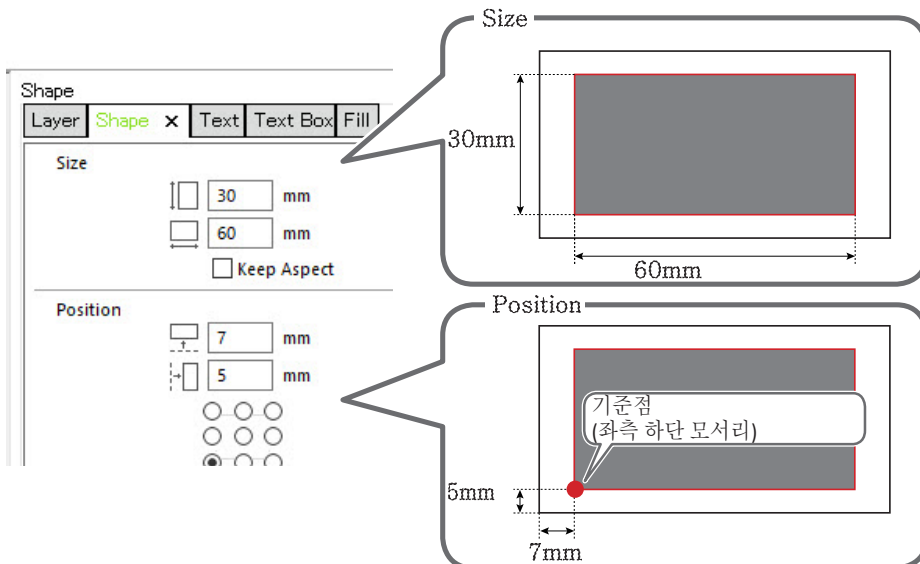 Shape
Layer Shape × Text Text Box Fill
Size
30 mm
60 mm
Keep Aspect
Position
7 mm
5 mm
Size
30mm
60mm
Position
기준점
(좌측 하단 모서리)
5mm
7mm